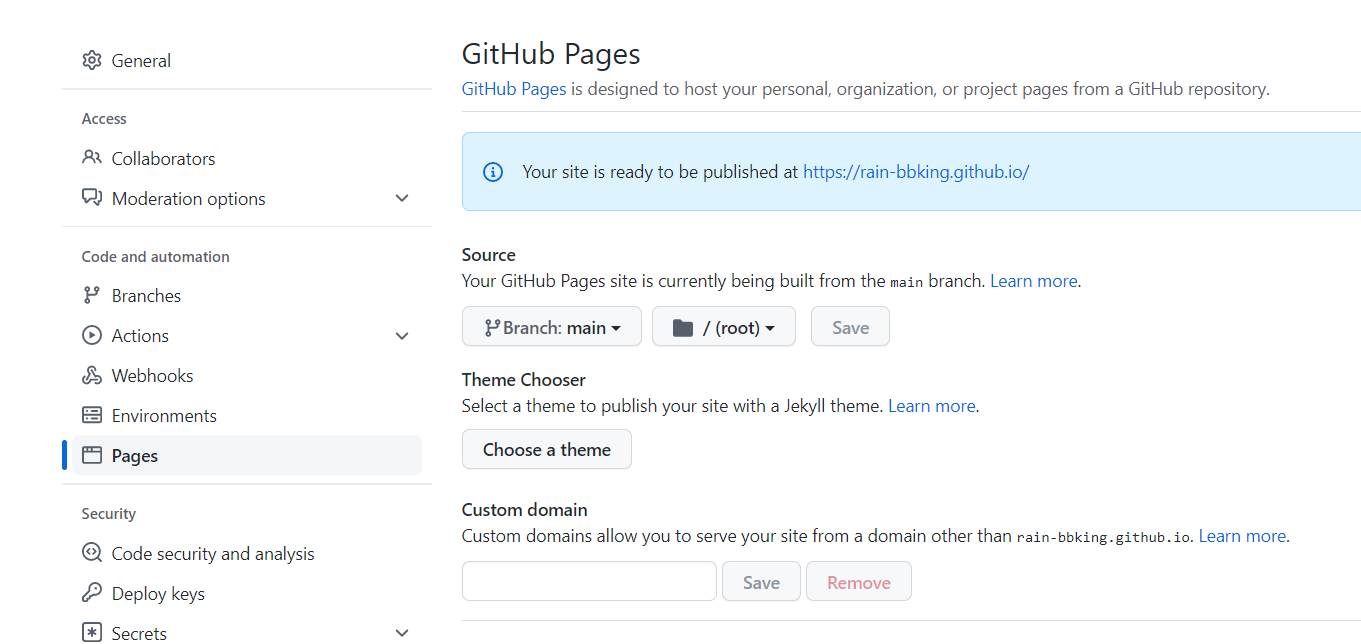 General
Access
Collaborators
Moderation options
Code and automation
Branches
Actions
Webhooks
Environments
Pages
Security
Code security and analysis
Deploy keys
Secrets
GitHub Pages
GitHub Pages is designed to host your personal, organization, or project pages from a GitHub repository.
Your site is ready to be published at https://rain-bbking.github.io/
Source
Your GitHub Pages site is currently being built from the main branch. Learn more.
Branch: main / (root) Save
Theme Chooser
Select a theme to publish your site with a Jekyll theme. Learn more.
Choose a theme
Custom domain
Custom domains allow you to serve your site from a domain other than rain-bbking.github.io. Learn more.
Save Remove